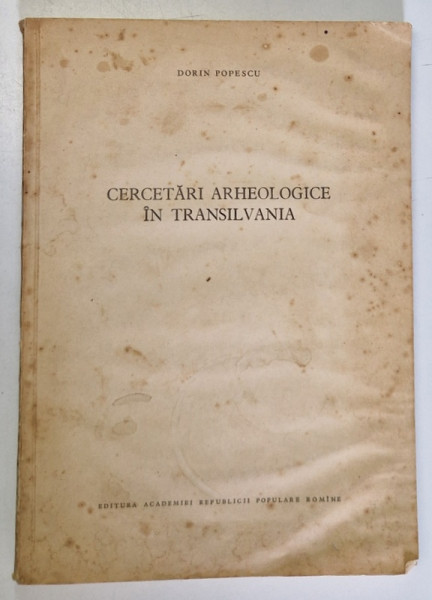 DORIN POPESCU
CERCETĂRI ARHEOLOGICE
ÎN TRANSILVANIA
EDITURA ACADEMIEI REPUBLICII POPULARE ROMÎNE